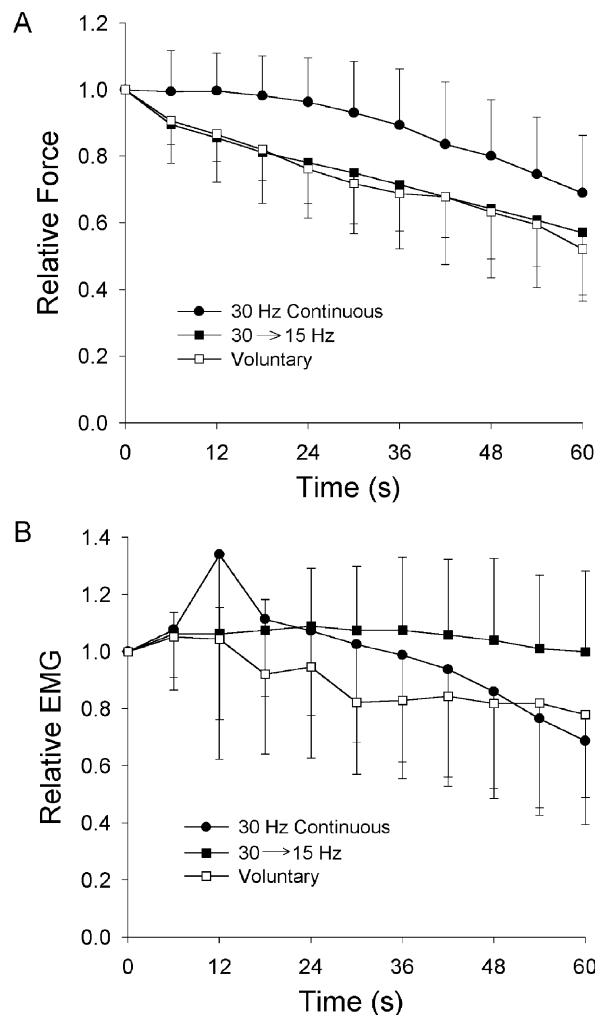 A
1.2
1.0
0.8
0.6
0.4
0.2
0.0
Relative Force
30 Hz Continuous
30 → 15 Hz
Voluntary
0 12 24 36 48 60
Time (s)
B
1.4
1.2
1.0
0.8
0.6
0.4
0.2
0.0
Relative EMG
30 Hz Continuous
30 → 15 Hz
Voluntary
0 12 24 36 48 60
Time (s)